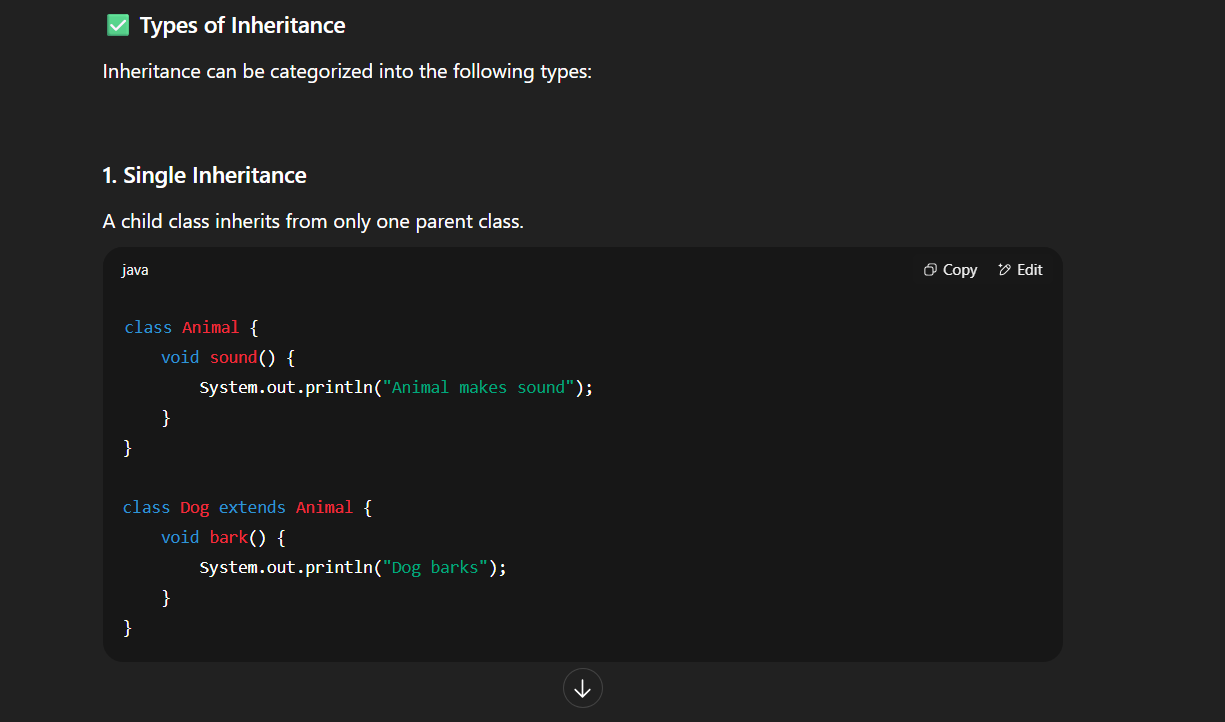 ✅ Types of Inheritance
Inheritance can be categorized into the following types:
1. Single Inheritance
A child class inherits from only one parent class.
java
Copy
Edit
class Animal {
    void sound() {
        System.out.println("Animal makes sound");
    }
}
class Dog extends Animal {
    void bark() {
        System.out.println("Dog barks");
    }
}